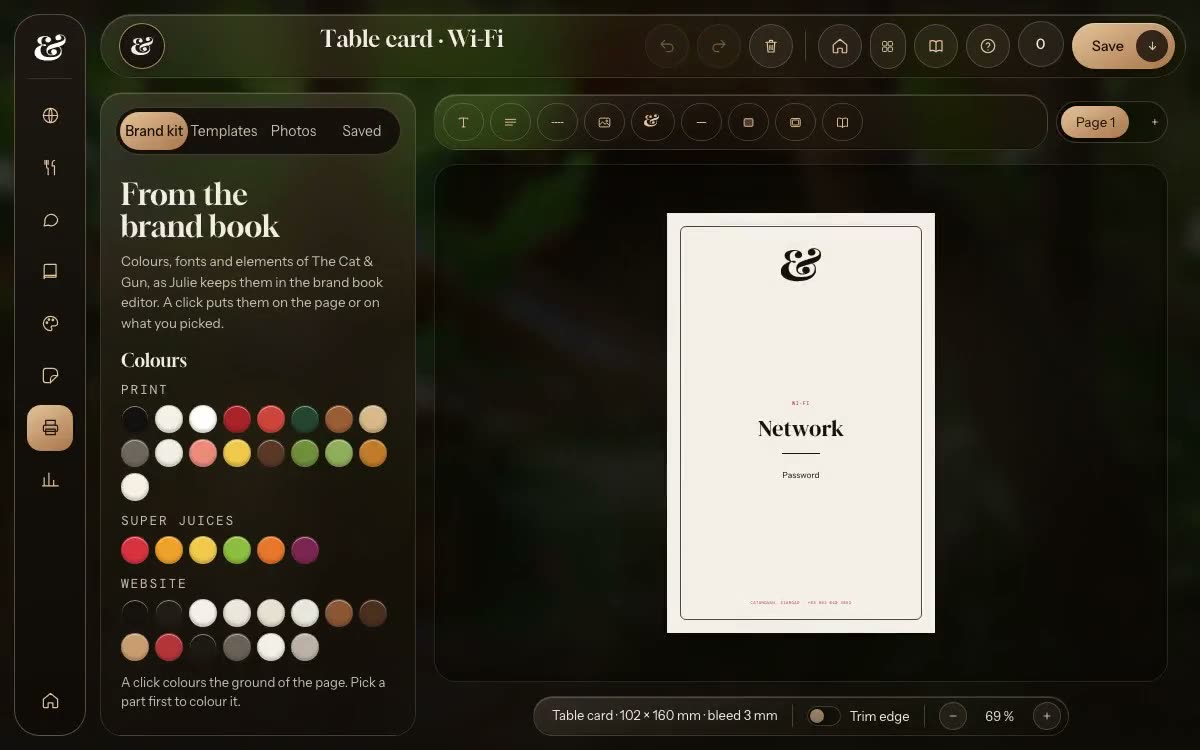 &
&
Table card · Wi-Fi
0
Save
Brand kit
Templates
Photos
Saved
T
Page 1
+
From the
brand book
Colours, fonts and elements of The Cat &
Gun, as Julie keeps them in the brand book
editor. A click puts them on the page or on
what you picked.
Colours
PRINT
SUPER JUICES
WEBSITE
A click colours the ground of the page. Pick a
part first to colour it.
&
WI-FI
Network
Password
Table card · 102 × 160 mm · bleed 3 mm
Trim edge
−
69 %
+